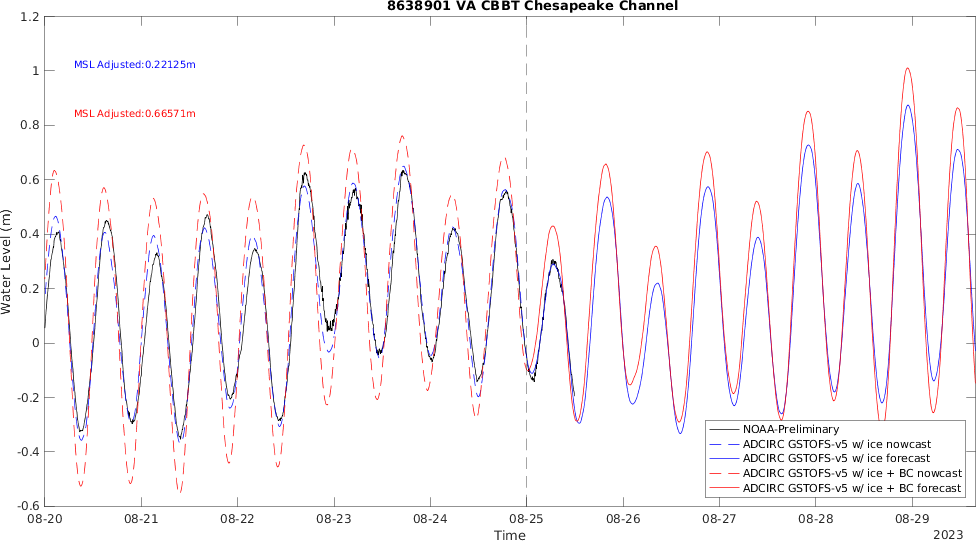 8638901 VA CBBT Chesapeake Channel
1.2
1
0.8
0.6
0.4
0.2
0
-0.2
-0.4
-0.6
Water Level (m)
MSL Adjusted:0.22125m
MSL Adjusted:0.66571m
NOAA-Preliminary
ADCIRC GSTOFS-v5 w/ ice nowcast
ADCIRC GSTOFS-v5 w/ ice forecast
ADCIRC GSTOFS-v5 w/ ice + BC nowcast
ADCIRC GSTOFS-v5 w/ ice + BC forecast
08-20 08-21 08-22 08-23 08-24 08-25 08-26 08-27 08-28 08-29
Time
2023